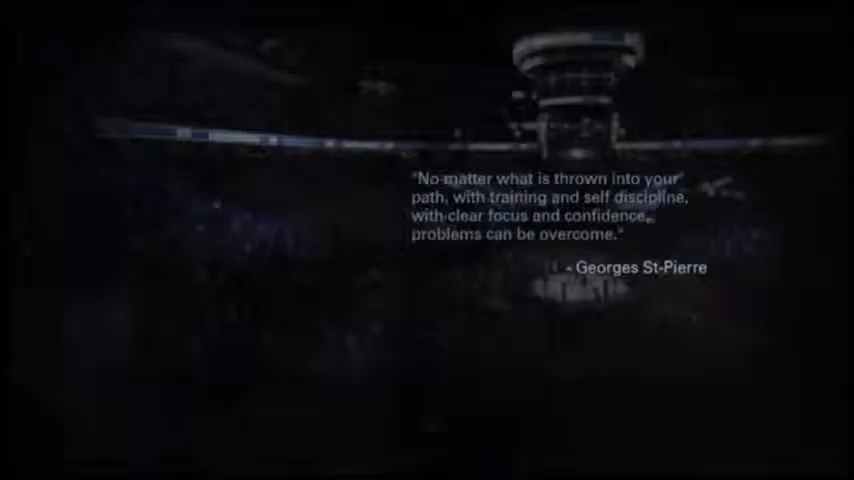 "No matter what is thrown into your
path, with training and self discipline,
with clear focus and confidence,
problems can be overcome."
- Georges St-Pierre